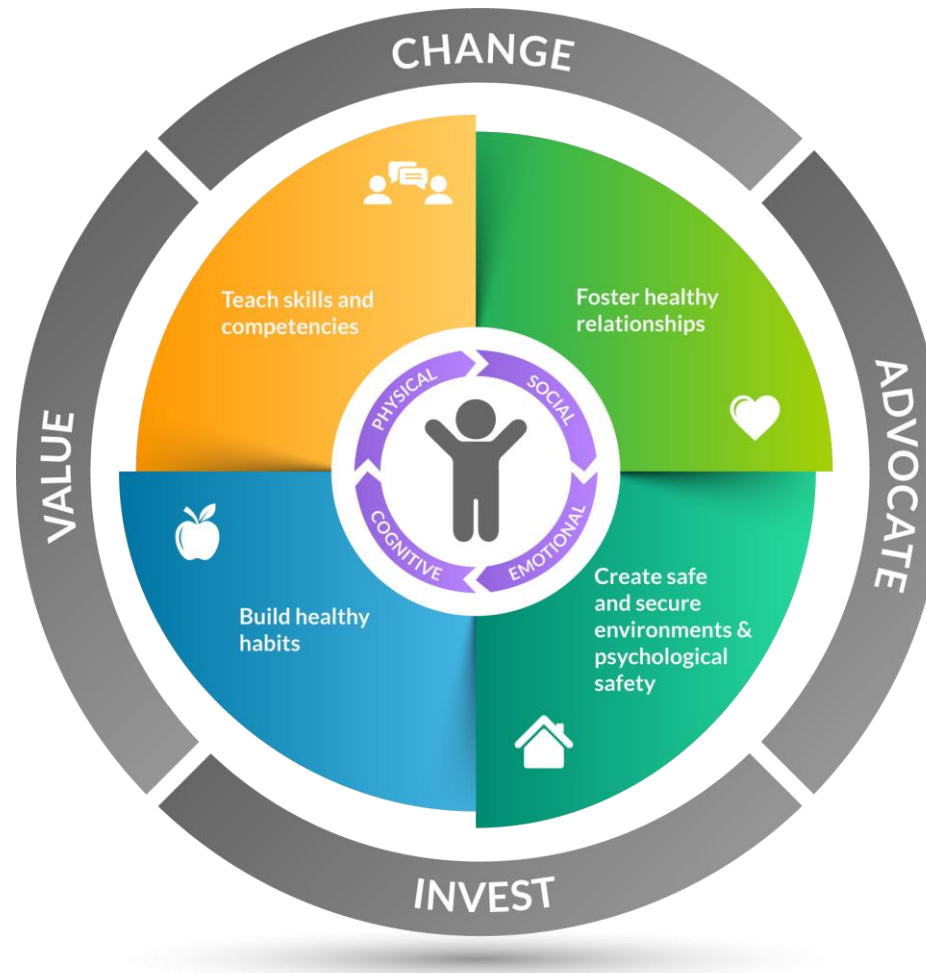 CHANGE
Teach skills and
competencies
Foster healthy
relationships
PHYSICAL
SOCIAL
VALUE
ADVOCATE
COGNITIVE
EMOTIONAL
Build healthy
habits
Create safe
and secure
environments &
psychological
safety
INVEST